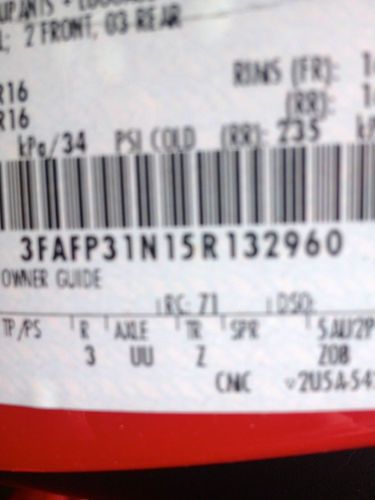 2 FRONT, 03 REAR
RIMS (FR):
R16
(RR):
R16
kPa/34 PSI COLD (RR): 235
3FAFP31N15R132960
OWNER GUIDE
RC: 71 DSO:
TP/PS R AXLE TR SPR
3 UU Z
CNC